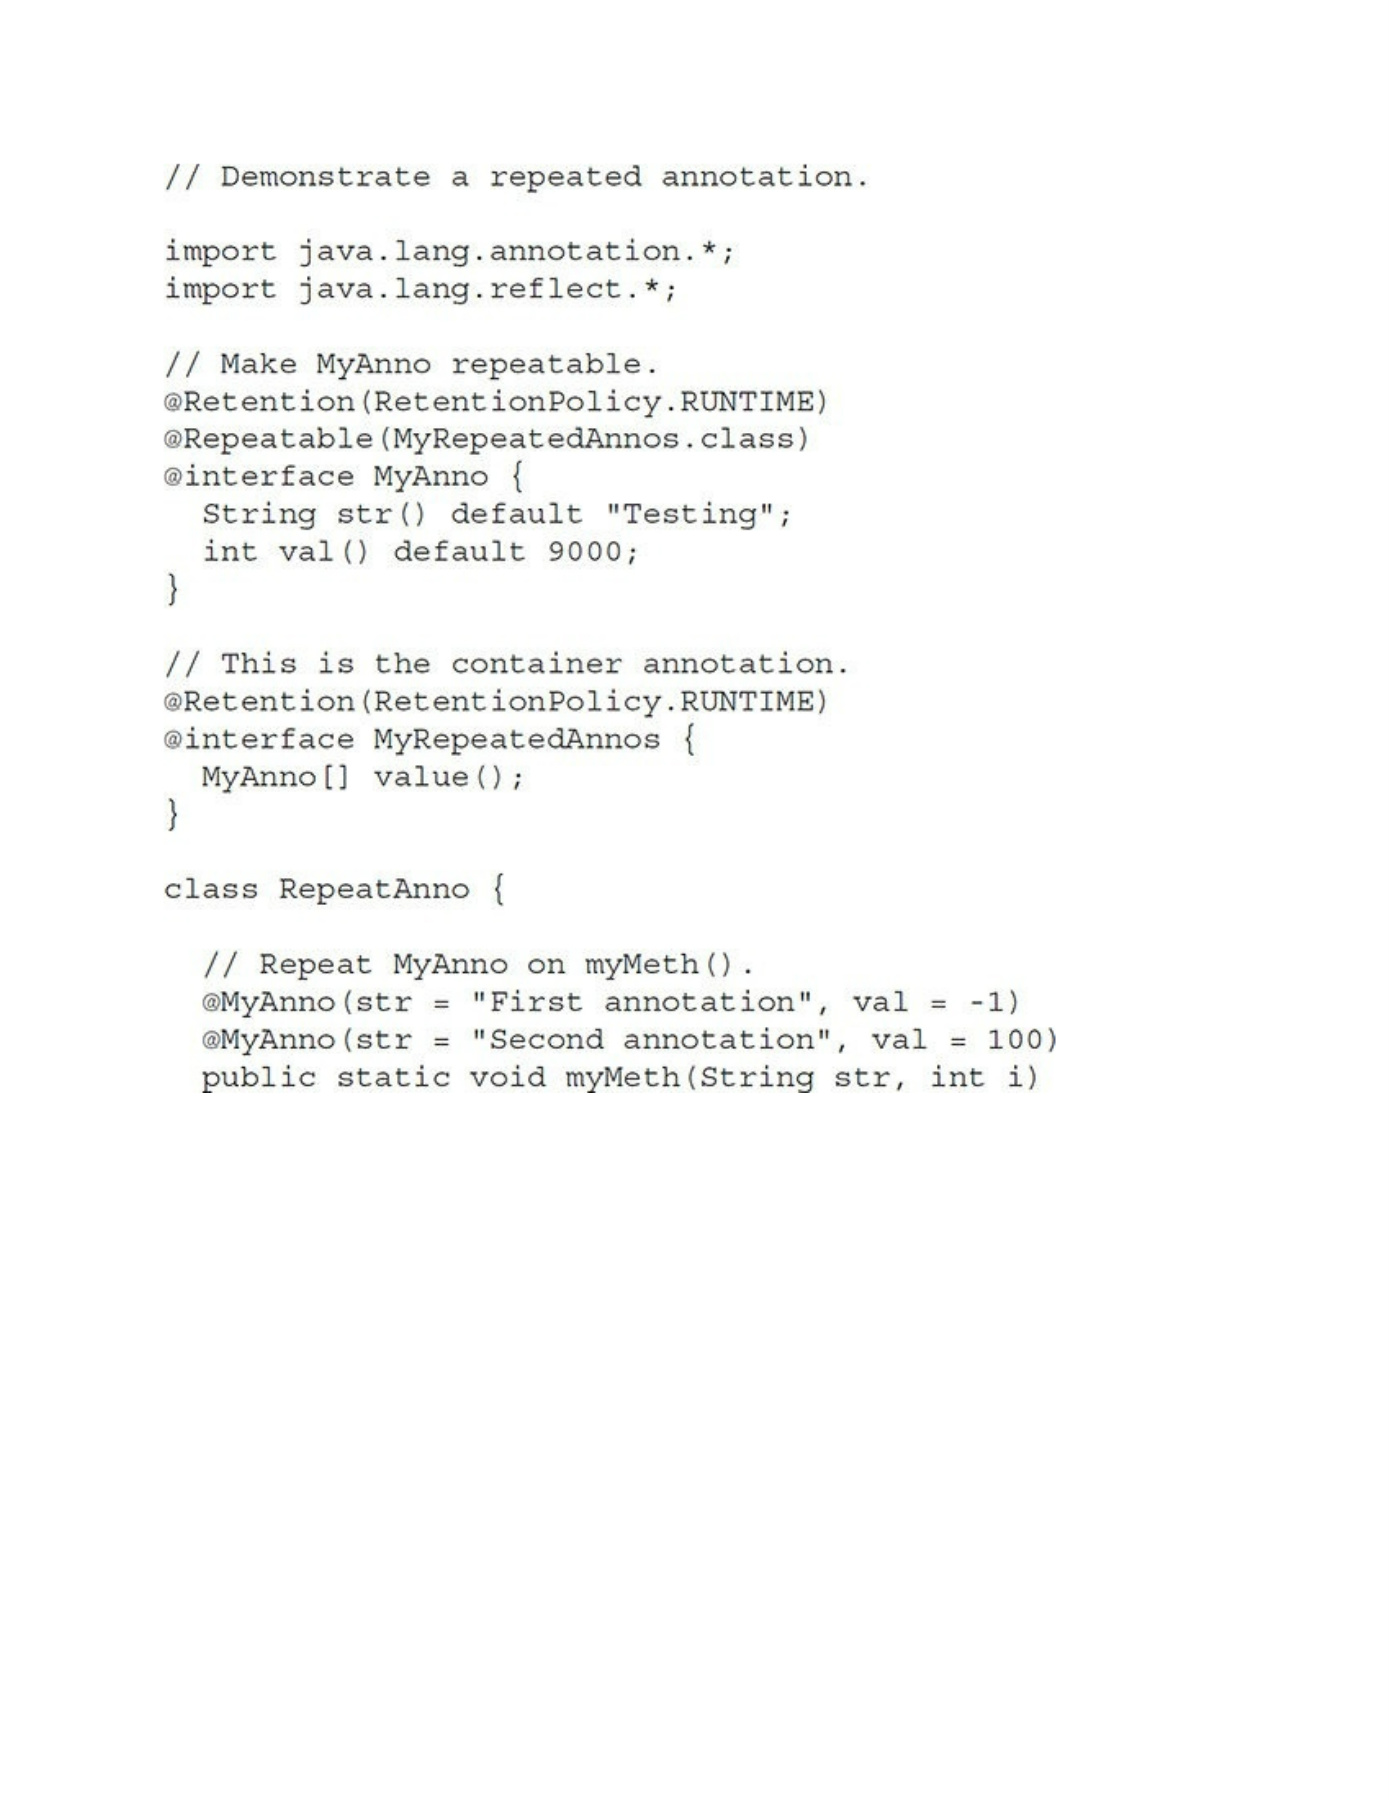 // Demonstrate a repeated annotation.

import java.lang.annotation.*;
import java.lang.reflect.*;

// Make MyAnno repeatable.
@Retention(RetentionPolicy.RUNTIME)
@Repeatable(MyRepeatedAnnos.class)
@interface MyAnno {
  String str() default "Testing";
  int val() default 9000;
}

// This is the container annotation.
@Retention(RetentionPolicy.RUNTIME)
@interface MyRepeatedAnnos {
  MyAnno[] value();
}

class RepeatAnno {

  // Repeat MyAnno on myMeth().
  @MyAnno(str = "First annotation", val = -1)
  @MyAnno(str = "Second annotation", val = 100)
  public static void myMeth(String str, int i)